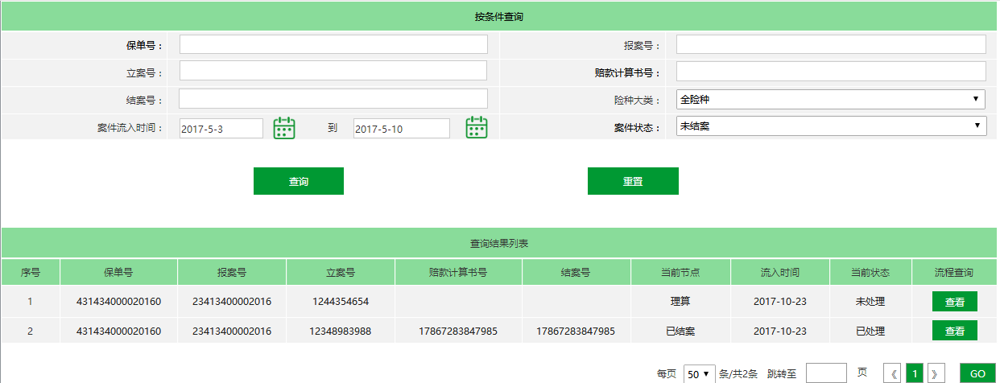 按条件查询
保单号： 报案号：
立案号： 赔款计算书号：
结案号： 险种大类： 全险种
案件流入时间： 2017-5-3 到 2017-5-10 案件状态： 未结案
查询 重置
查询结果列表
序号 保单号 报案号 立案号 赔款计算书号 结案号 当前节点 流入时间 当前状态 流程查询
1 431434000020160 23413400002016 1244354654 理算 2017-10-23 未处理 查看
2 431434000020160 23413400002016 12348983988 17867283847985 17867283847985 已结案 2017-10-23 已处理 查看
每页 50 条/共2条 跳转至 页 《 1 》 GO